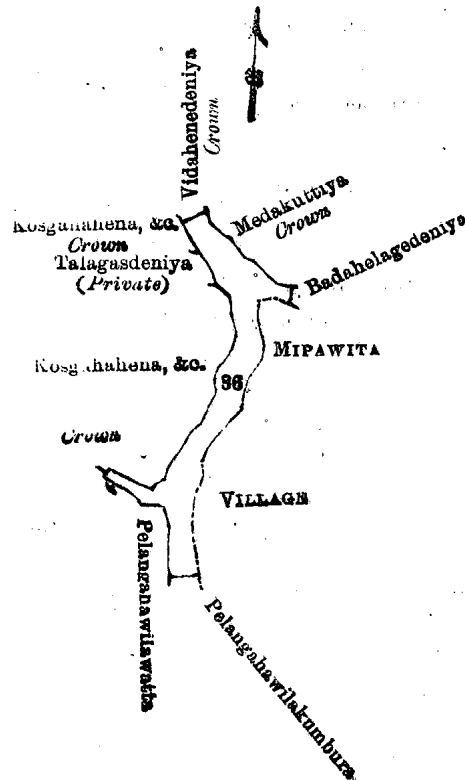 Vidahenedeniya
Crown
Medakuttiya
Crown
Kosgahahena, &c.
Crown
Talagasdeniya
(Private)
Badahelagedeniya
MIPAWITA
Kosgahahena, &c.
86
Crown
VILLAGE
Pelangahawilawatta
Pelangahawilakumbura